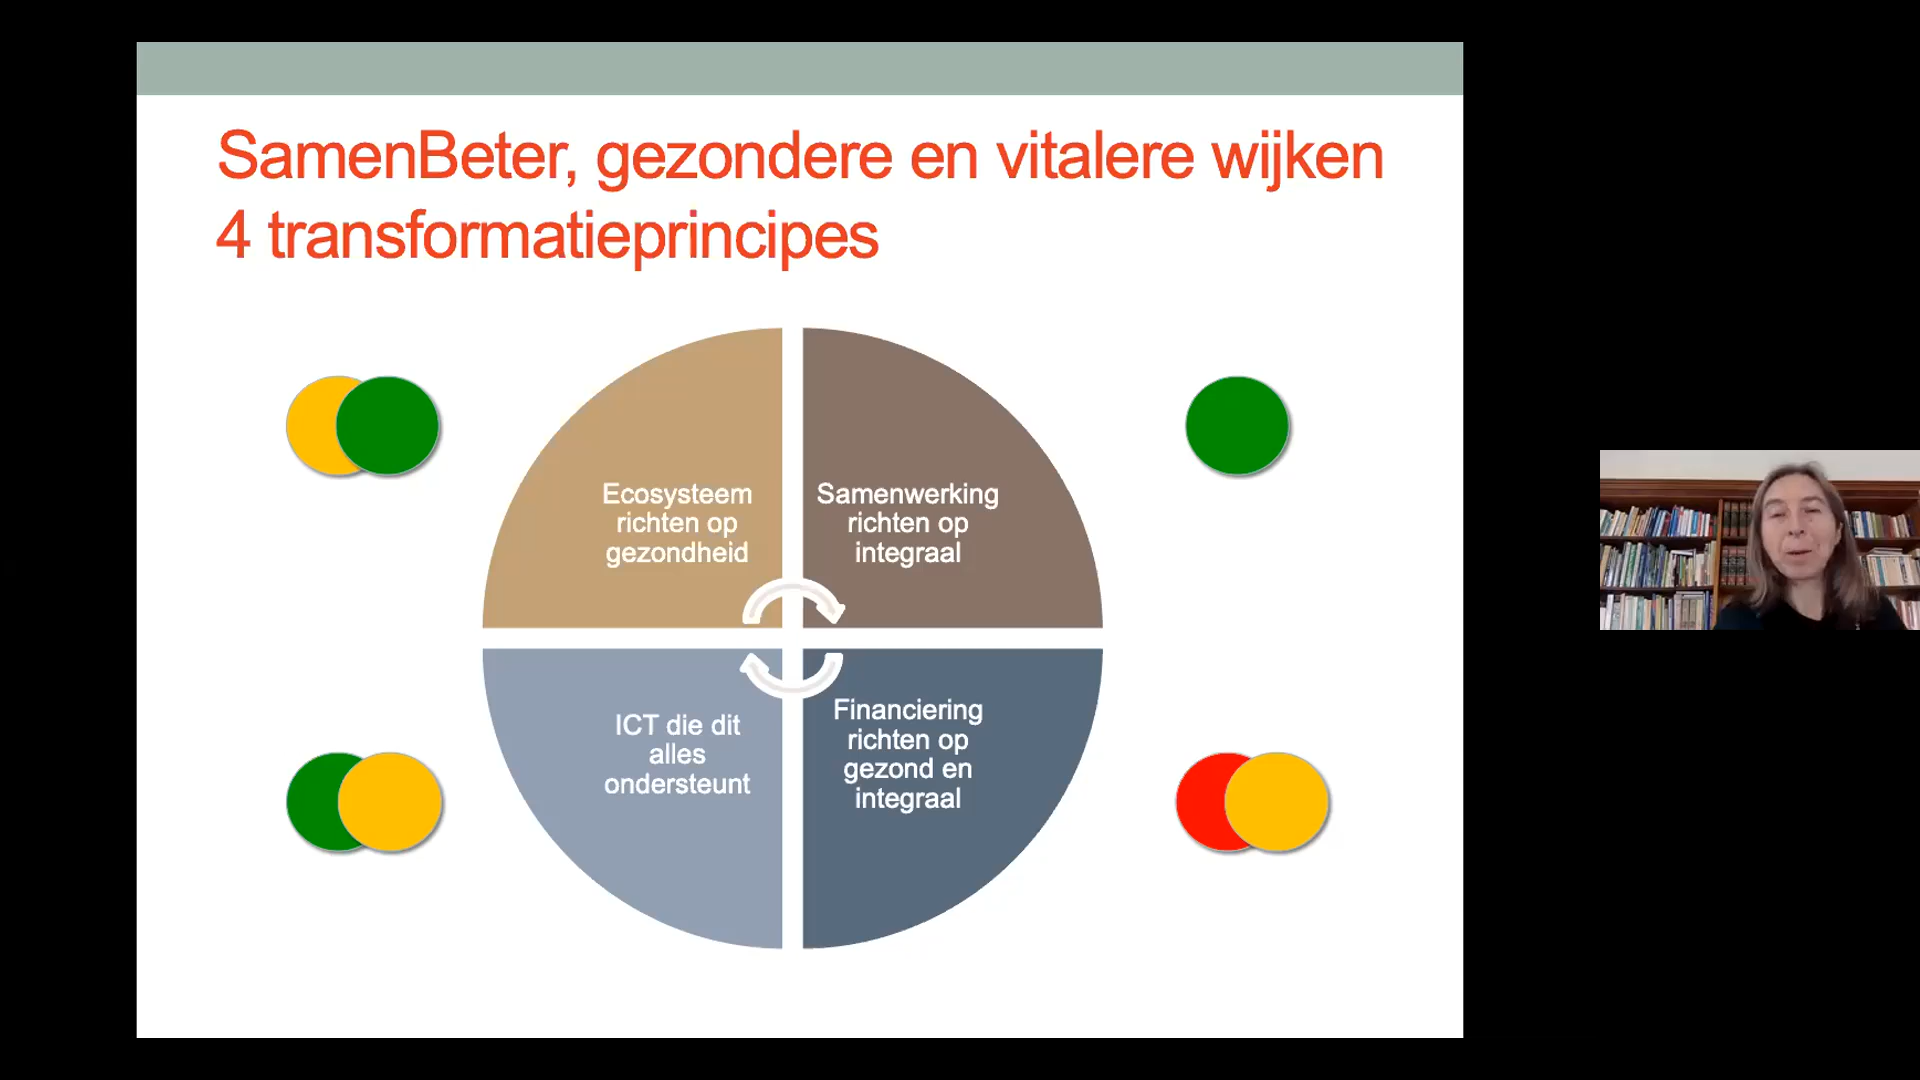 SamenBeter, gezondere en vitalere wijken
4 transformatieprincipes
Ecosysteem
richten op
gezondheid
Samenwerking
richten op
integraal
ICT die dit
alles
ondersteunt
Financiering
richten op
gezond en
integraal